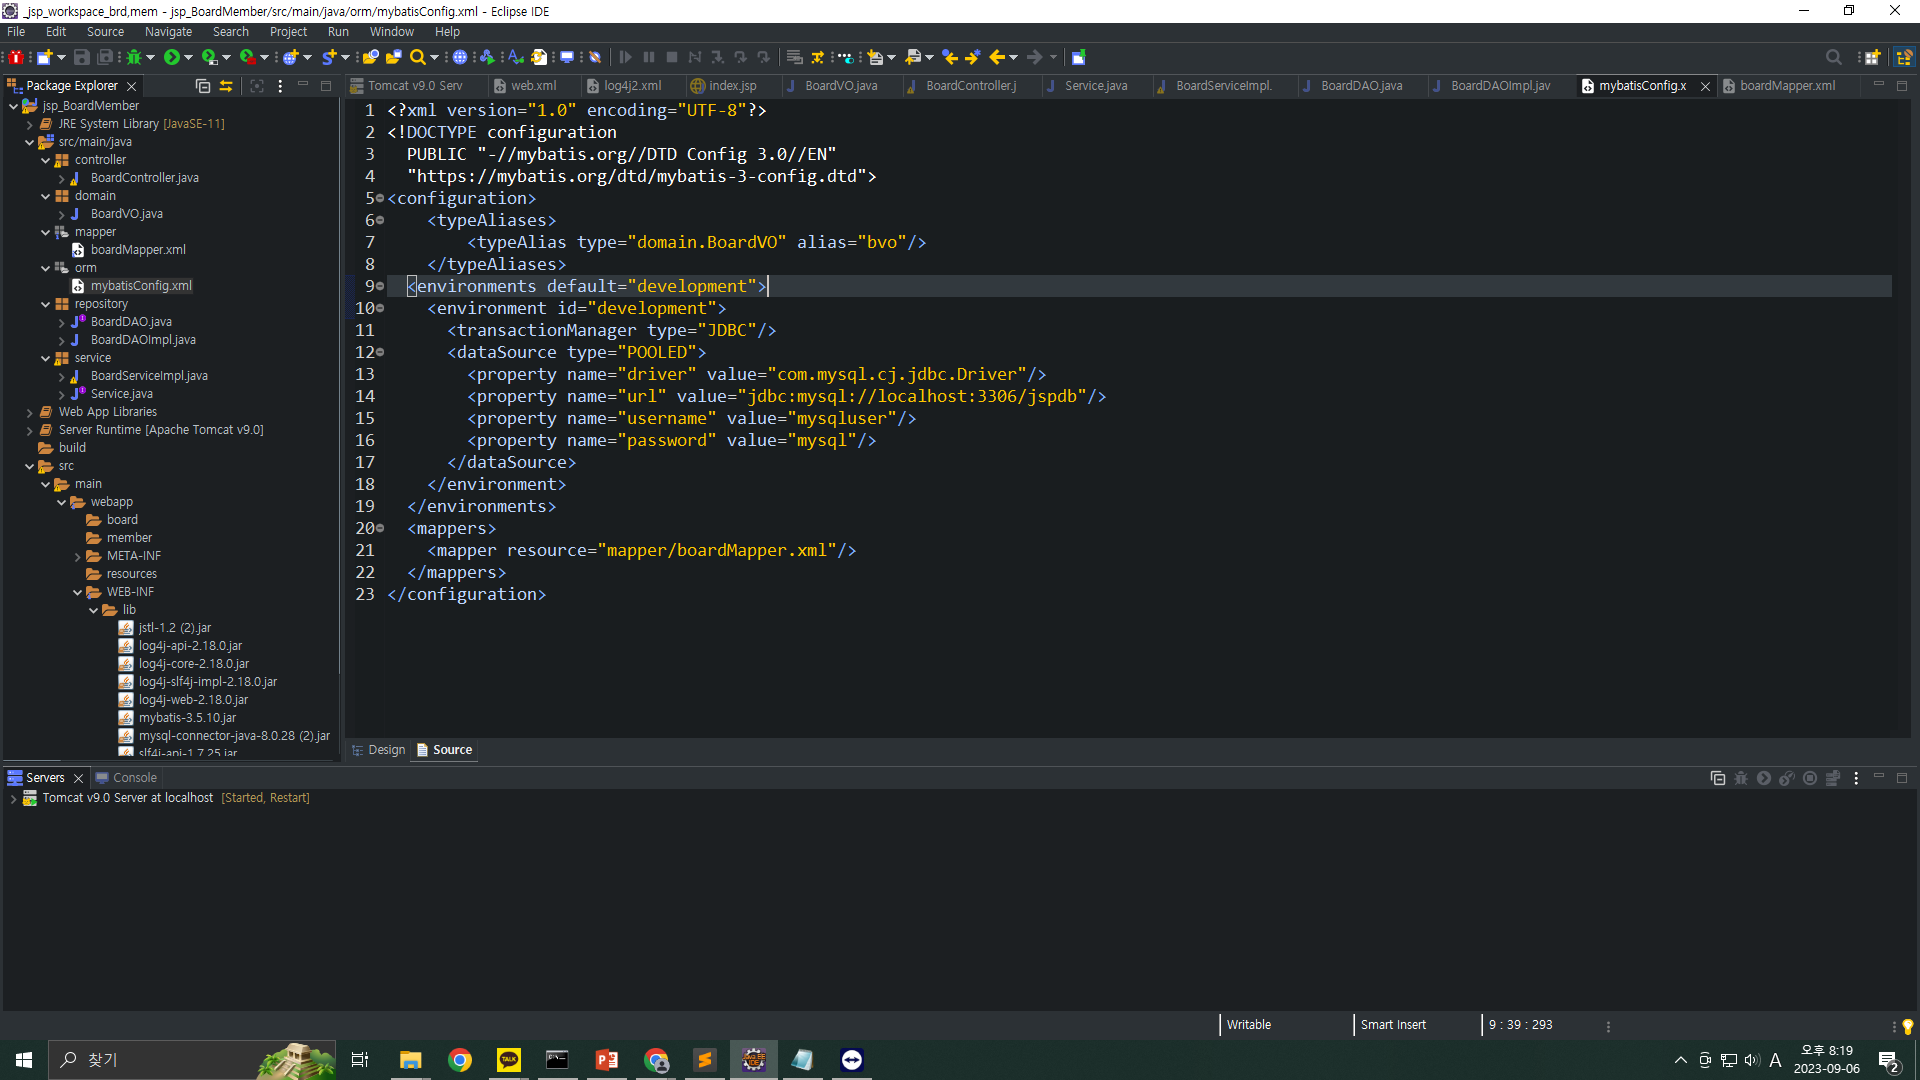 _jsp_workspace_brd,mem - jsp_BoardMember/src/main/java/orm/mybatisConfig.xml - Eclipse IDE
File Edit Source Navigate Search Project Run Window Help
Package Explorer
Tomcat v9.0 Serv web.xml log4j2.xml index.jsp BoardVO.java BoardController.j Service.java BoardServiceImpl. BoardDAO.java BoardDAOImpl.jav mybatisConfig.x boardMapper.xml
jsp_BoardMember
JRE System Library [JavaSE-11]
src/main/java
controller
BoardController.java
domain
BoardVO.java
mapper
boardMapper.xml
orm
mybatisConfig.xml
repository
BoardDAO.java
BoardDAOImpl.java
service
BoardServiceImpl.java
Service.java
Web App Libraries
Server Runtime [Apache Tomcat v9.0]
build
src
main
webapp
board
member
META-INF
resources
WEB-INF
lib
jstl-1.2 (2).jar
log4j-api-2.18.0.jar
log4j-core-2.18.0.jar
log4j-slf4j-impl-2.18.0.jar
log4j-web-2.18.0.jar
mybatis-3.5.10.jar
mysql-connector-java-8.0.28 (2).jar
slf4j-api-1.7.25.jar
1 <?xml version="1.0" encoding="UTF-8"?>
2 <!DOCTYPE configuration
3 PUBLIC "-//mybatis.org//DTD Config 3.0//EN"
4 "https://mybatis.org/dtd/mybatis-3-config.dtd">
5 <configuration>
6 <typeAliases>
7 <typeAlias type="domain.BoardVO" alias="bvo"/>
8 </typeAliases>
9 <environments default="development">
10 <environment id="development">
11 <transactionManager type="JDBC"/>
12 <dataSource type="POOLED">
13 <property name="driver" value="com.mysql.cj.jdbc.Driver"/>
14 <property name="url" value="jdbc:mysql://localhost:3306/jspdb"/>
15 <property name="username" value="mysqluser"/>
16 <property name="password" value="mysql"/>
17 </dataSource>
18 </environment>
19 </environments>
20 <mappers>
21 <mapper resource="mapper/boardMapper.xml"/>
22 </mappers>
23 </configuration>
Design Source
Servers Console
Tomcat v9.0 Server at localhost [Started, Restart]
Writable Smart Insert 9 : 39 : 293
찾기
TALK
A
오후 8:19
2023-09-06
2